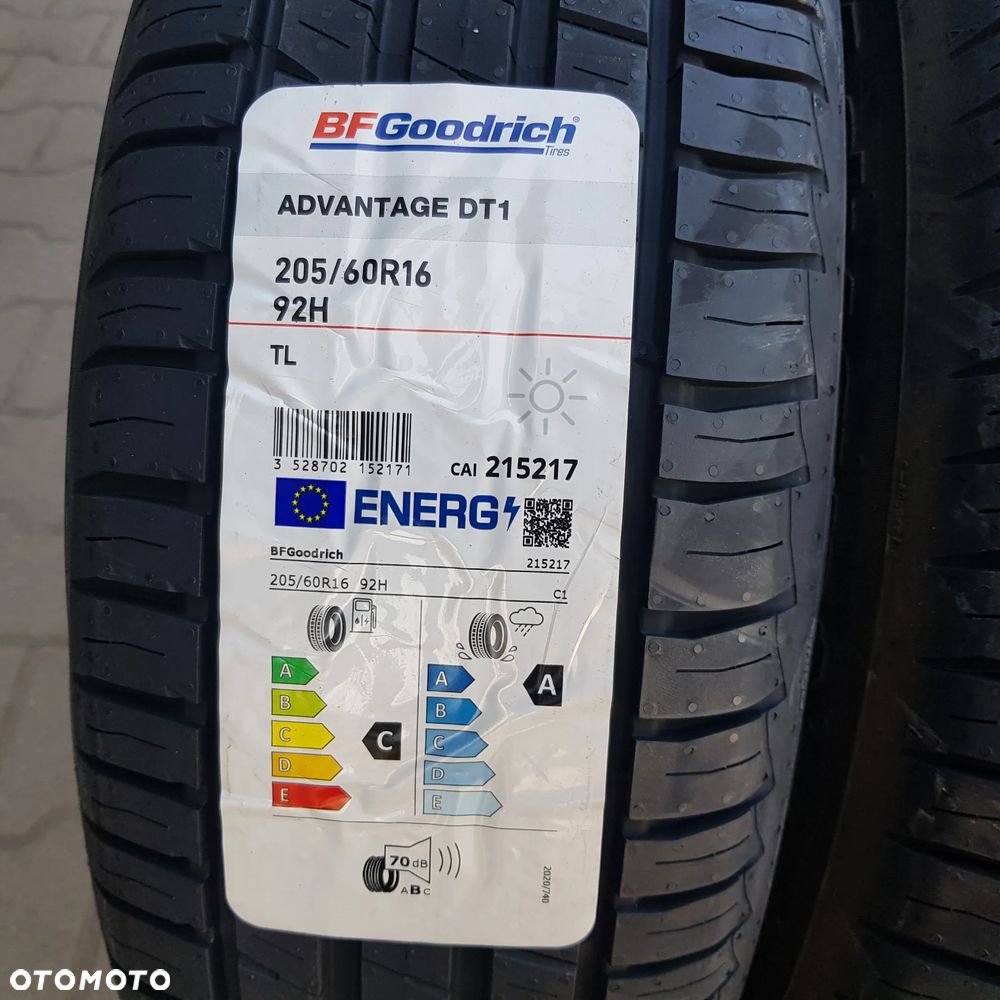 BFGoodrich®
Tires
ADVANTAGE DT1
205/60R16
92H
TL
3 528702 152171
CAI 215217
ENERG
BFGoodrich 215217
205/60R16 92H C1
A A
B B
C C
D D
E E
C
A
70 dB
ABC
2020/740
OTOMOTO